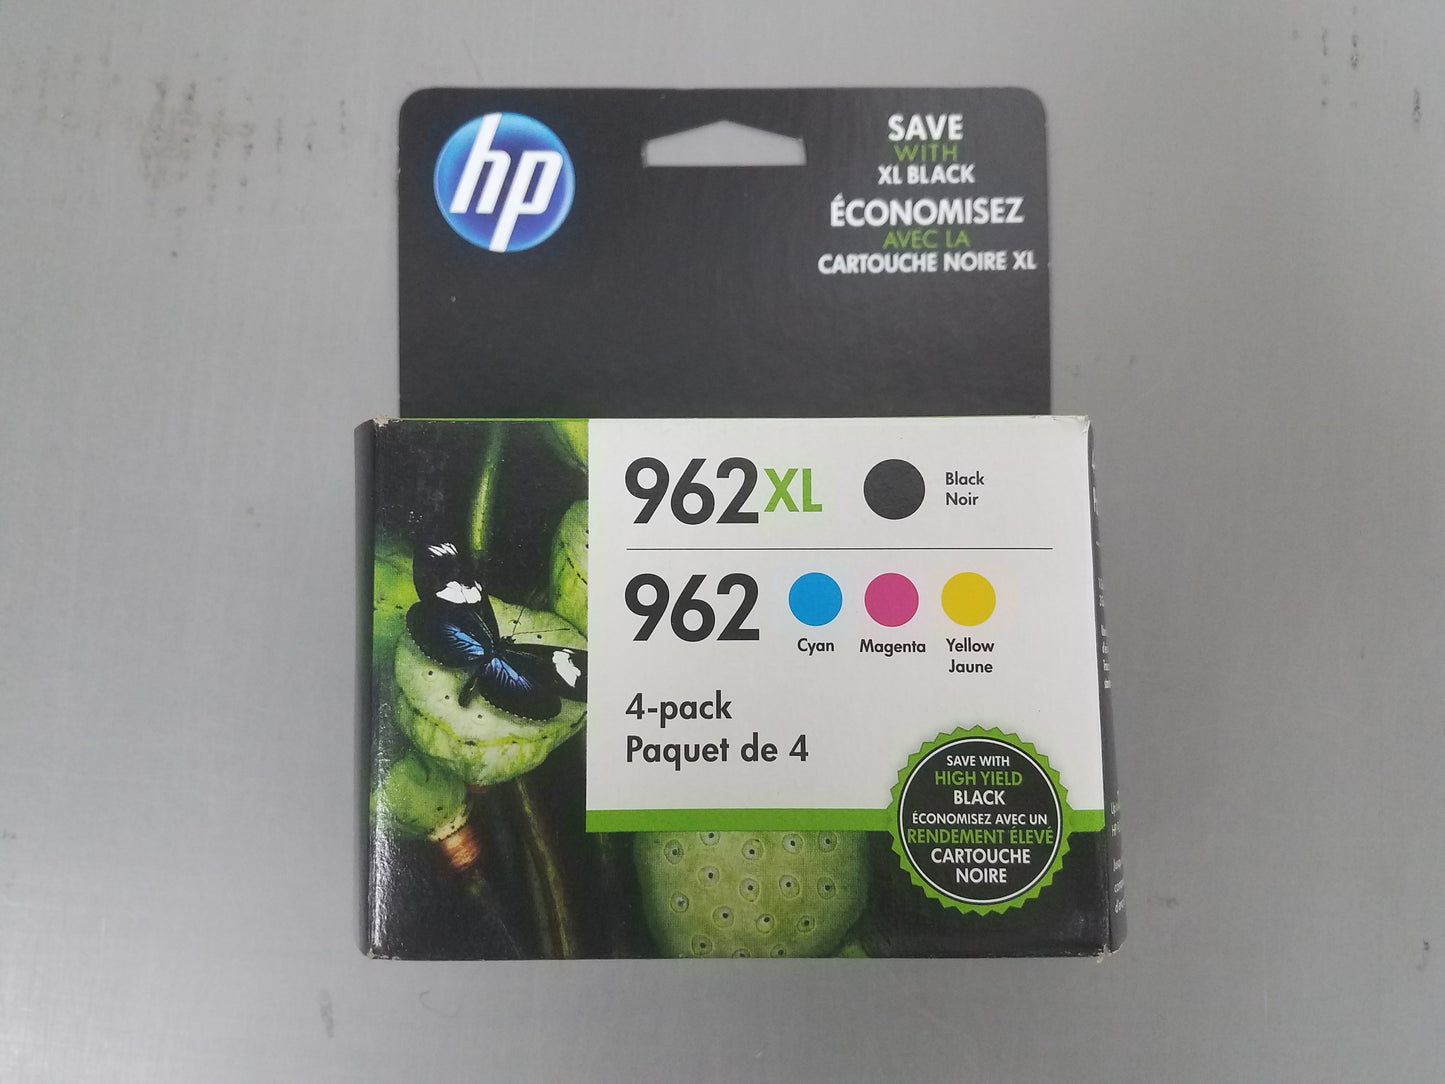 hp
SAVE
WITH
XL BLACK
ÉCONOMISEZ
AVEC LA
CARTOUCHE NOIRE XL
962XL
Black
Noir
962
Cyan
Magenta
Yellow
Jaune
4-pack
Paquet de 4
SAVE WITH
HIGH YIELD
BLACK
ÉCONOMISEZ AVEC UN
RENDEMENT ÉLEVÉ
CARTOUCHE
NOIRE